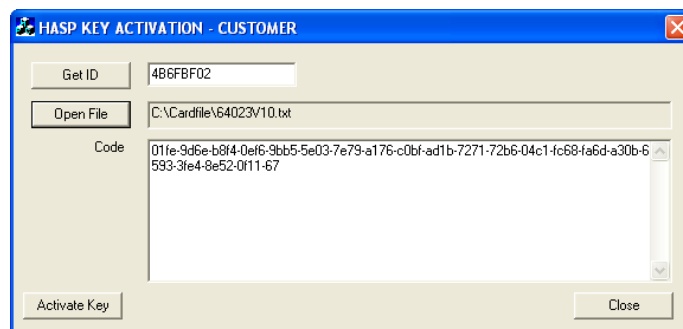 HASP KEY ACTIVATION - CUSTOMER
Get ID
4B6FBF02
Open File
C:\Cardfile\64023V10.txt
Code
01fe-9d6e-b8f4-0ef6-9bb5-5e03-7e79-a176-c0bf-ad1b-7271-72b6-04c1-fc68-fa6d-a30b-6
593-3fe4-8e52-0f11-67
Activate Key
Close